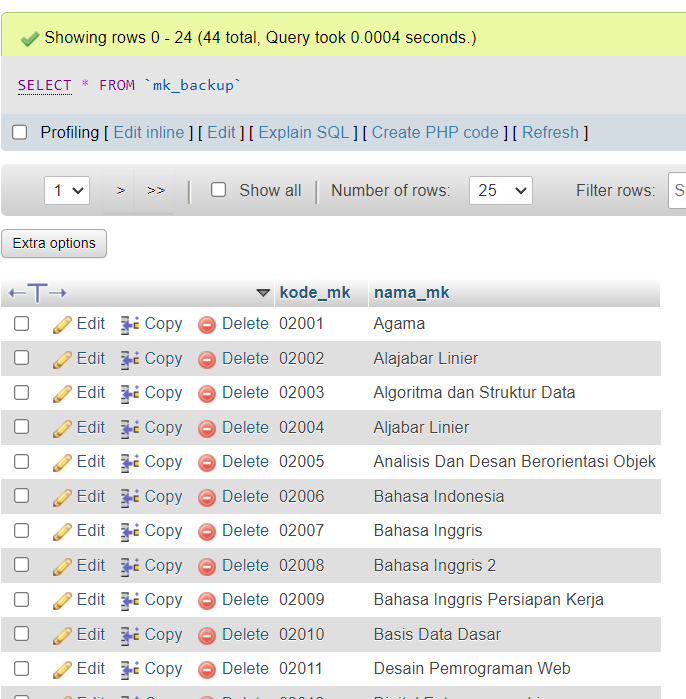 Showing rows 0 - 24 (44 total, Query took 0.0004 seconds.)
SELECT * FROM `mk_backup`
Profiling [ Edit inline ] [ Edit ] [ Explain SQL ] [ Create PHP code ] [ Refresh ]
1 > >> | Show all | Number of rows: 25 Filter rows: S
Extra options
kode_mk nama_mk
Edit Copy Delete 02001 Agama
Edit Copy Delete 02002 Alajabar Linier
Edit Copy Delete 02003 Algoritma dan Struktur Data
Edit Copy Delete 02004 Aljabar Linier
Edit Copy Delete 02005 Analisis Dan Desan Berorientasi Objek
Edit Copy Delete 02006 Bahasa Indonesia
Edit Copy Delete 02007 Bahasa Inggris
Edit Copy Delete 02008 Bahasa Inggris 2
Edit Copy Delete 02009 Bahasa Inggris Persiapan Kerja
Edit Copy Delete 02010 Basis Data Dasar
Edit Copy Delete 02011 Desain Pemrograman Web